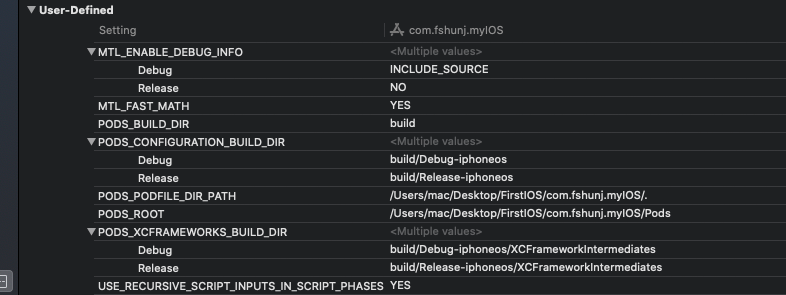 User-Defined
Setting com.fshunj.myIOS
MTL_ENABLE_DEBUG_INFO <Multiple values>
Debug INCLUDE_SOURCE
Release NO
MTL_FAST_MATH YES
PODS_BUILD_DIR build
PODS_CONFIGURATION_BUILD_DIR <Multiple values>
Debug build/Debug-iphoneos
Release build/Release-iphoneos
PODS_PODFILE_DIR_PATH /Users/mac/Desktop/FirstIOS/com.fshunj.myIOS/.
PODS_ROOT /Users/mac/Desktop/FirstIOS/com.fshunj.myIOS/Pods
PODS_XCFRAMEWORKS_BUILD_DIR <Multiple values>
Debug build/Debug-iphoneos/XCFrameworkIntermediates
Release build/Release-iphoneos/XCFrameworkIntermediates
USE_RECURSIVE_SCRIPT_INPUTS_IN_SCRIPT_PHASES YES